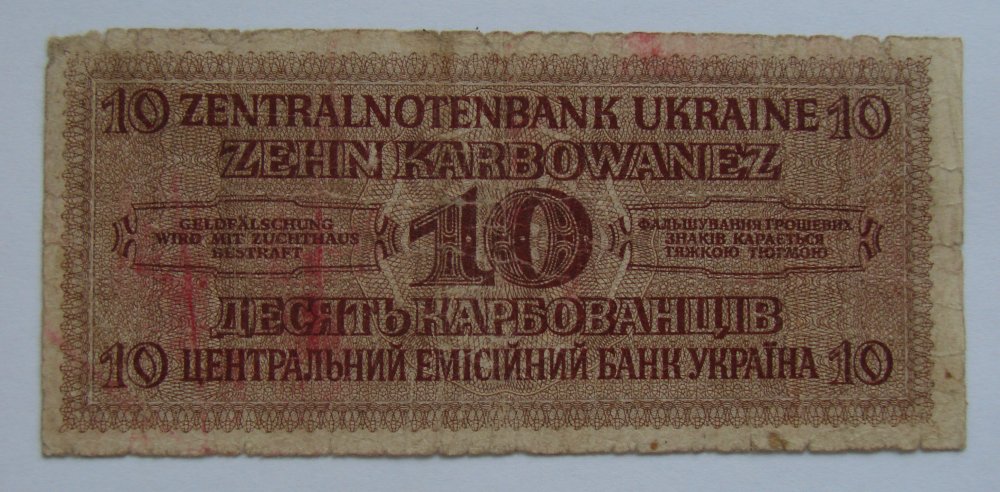 10 ZENTRALNOTENBANK UKRAINE 10
ZEHN KARBOWANEZ
GELDFÄLSCHUNG
WIRD MIT ZUCHTHAUS
BESTRAFT
10
ФАЛЬШУВАННЯ ГРОШЕВИХ
ЗНАКІВ КАРАЄТЬСЯ
ТЯЖКОЮ ТЮРМОЮ
ДЕСЯТЬ КАРБОВАНЦІВ
10 ЦЕНТРАЛЬНИЙ ЕМІСІЙНИЙ БАНК УКРАЇНА 10